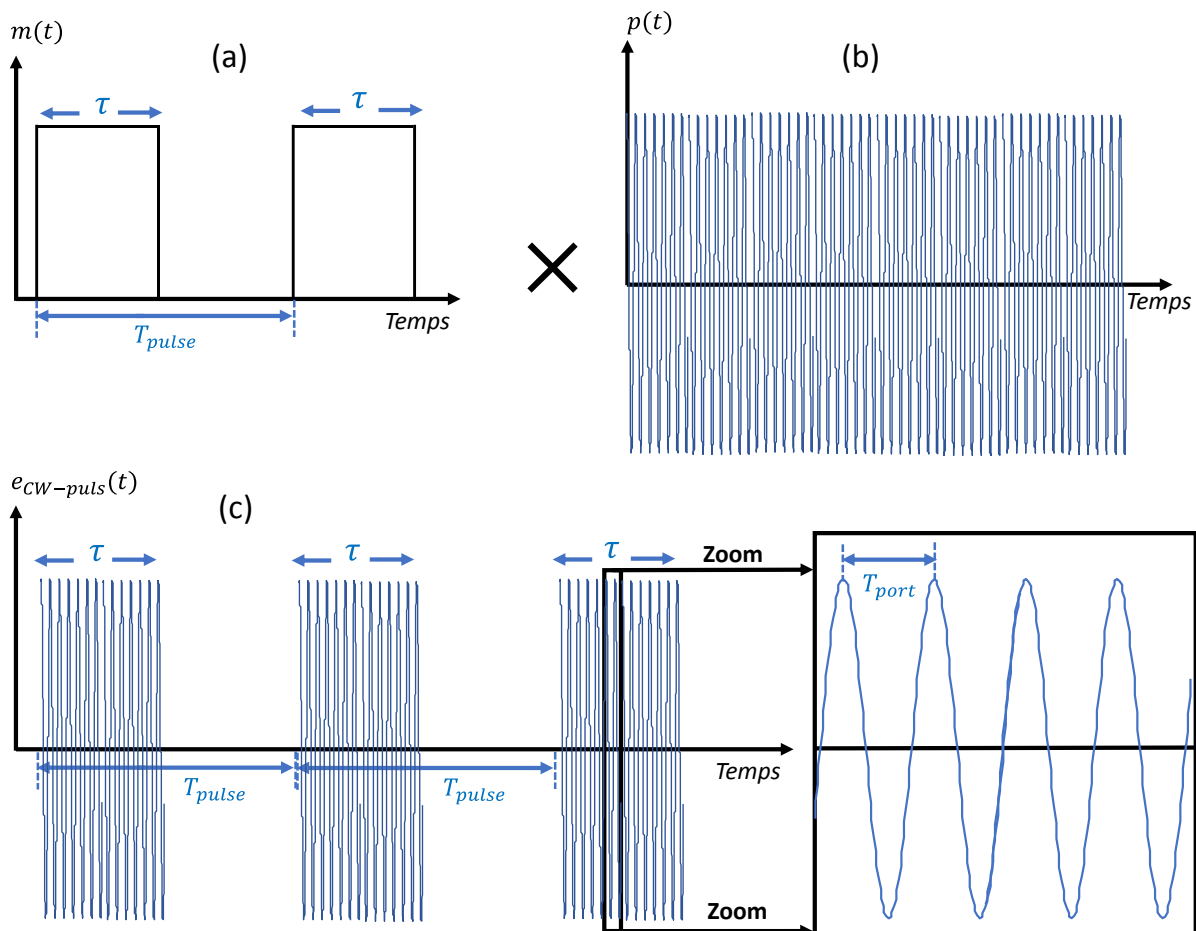 m(t)
(a)
τ
τ
T_pulse
Temps
×
p(t)
(b)
Temps
e_CW−puls(t)
(c)
τ
τ
τ
Zoom
T_port
T_pulse
T_pulse
Temps
Zoom